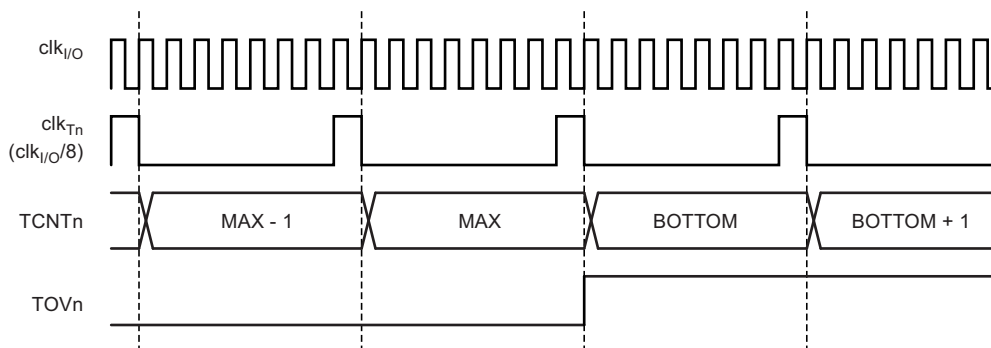 clkI/O
clkTn
(clkI/O/8)
TCNTn MAX - 1 MAX BOTTOM BOTTOM + 1
TOVn